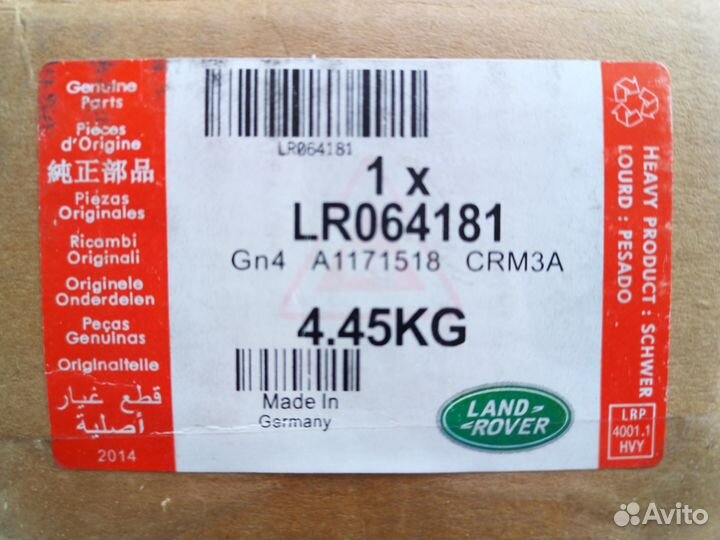 Genuine
Parts
Pièces
d'Origine
純正部品
Piezas
Originales
Ricambi
Originali
Originele
Onderdelen
Peças
Genuinas
Originalteile
قطع غيار
أصلية
2014
LR064181
1 x
LR064181
Gn4 A1171518 CRM3A
4.45KG
Made In
Germany
LAND
ROVER
HEAVY PRODUCT : SCHWER
LOURD : PESADO
LRP
4001.1
HVY
Avito